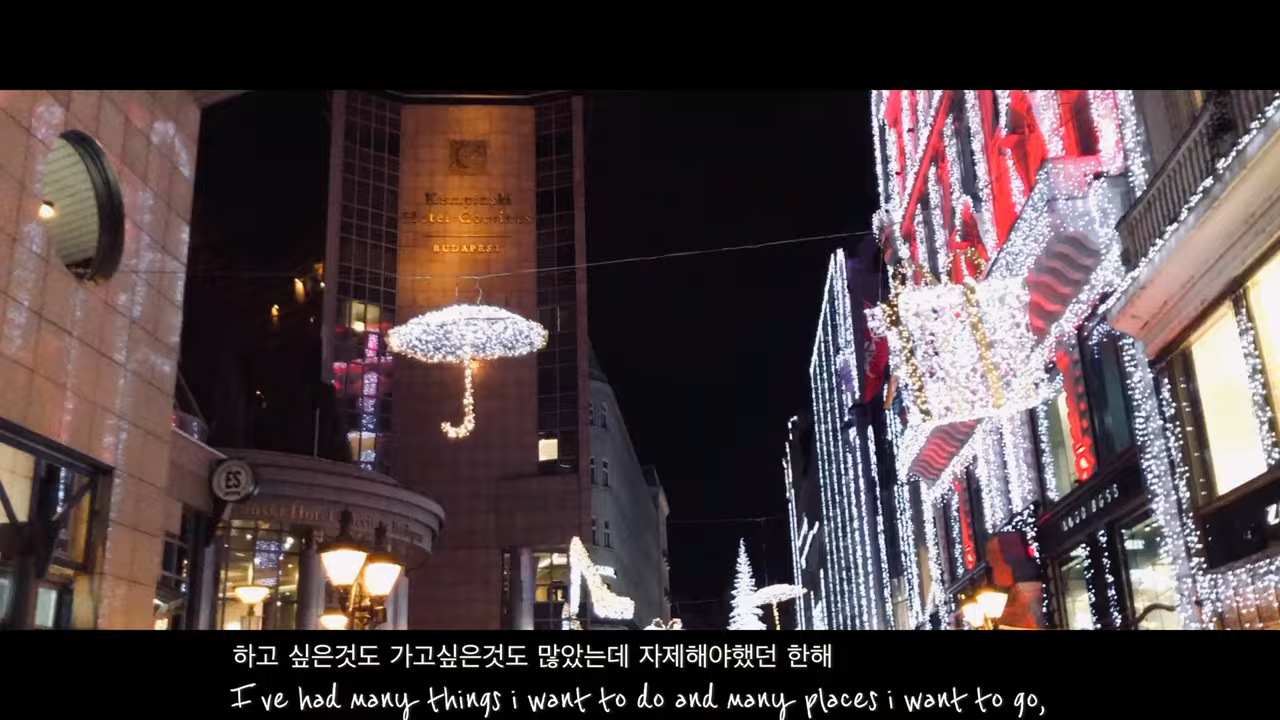 Kempinski
Hotel Corvinus
BUDAPEST
ES
HUGO BOSS
하고 싶은것도 가고싶은것도 많았는데 자제해야했던 한해
I've had many things i want to do and many places i want to go,